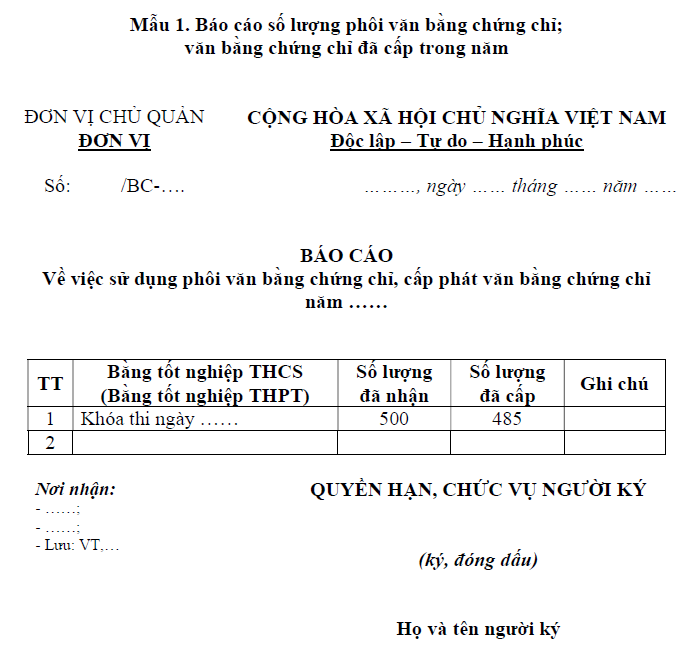 Mẫu 1. Báo cáo số lượng phôi văn bằng chứng chỉ;
văn bằng chứng chỉ đã cấp trong năm
ĐƠN VỊ CHỦ QUẢN
ĐƠN VỊ
CỘNG HÒA XÃ HỘI CHỦ NGHĨA VIỆT NAM
Độc lập – Tự do – Hạnh phúc
Số: /BC-….
………, ngày …… tháng …… năm ……
BÁO CÁO
Về việc sử dụng phôi văn bằng chứng chỉ, cấp phát văn bằng chứng chỉ
năm ……
TT
Bằng tốt nghiệp THCS
(Bằng tốt nghiệp THPT)
Số lượng
đã nhận
Số lượng
đã cấp
Ghi chú
1 Khóa thi ngày …… 500 485
2
Nơi nhận:
- ……;
- ……;
- Lưu: VT,…
QUYỀN HẠN, CHỨC VỤ NGƯỜI KÝ
(ký, đóng dấu)
Họ và tên người ký